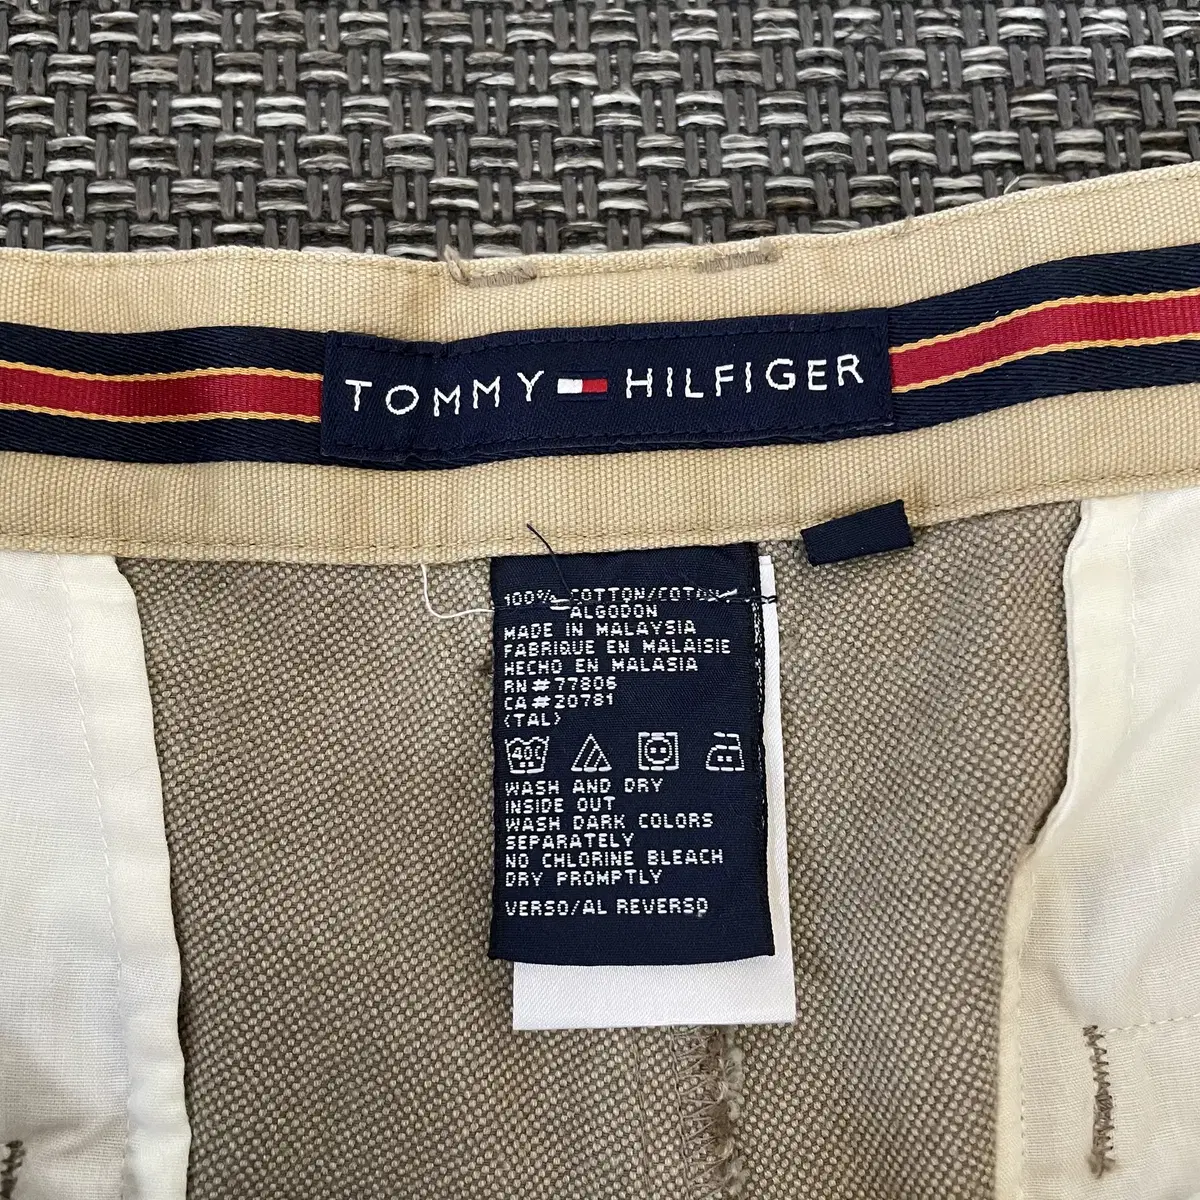 TOMMY HILFIGER
100% COTTON/COTON
ALGODON
MADE IN MALAYSIA
FABRIQUE EN MALAISIE
HECHO EN MALASIA
RN#77806
CA#20781
(TAL)
40C
WASH AND DRY
INSIDE OUT
WASH DARK COLORS
SEPARATELY
NO CHLORINE BLEACH
DRY PROMPTLY
VERSO/AL REVERSO